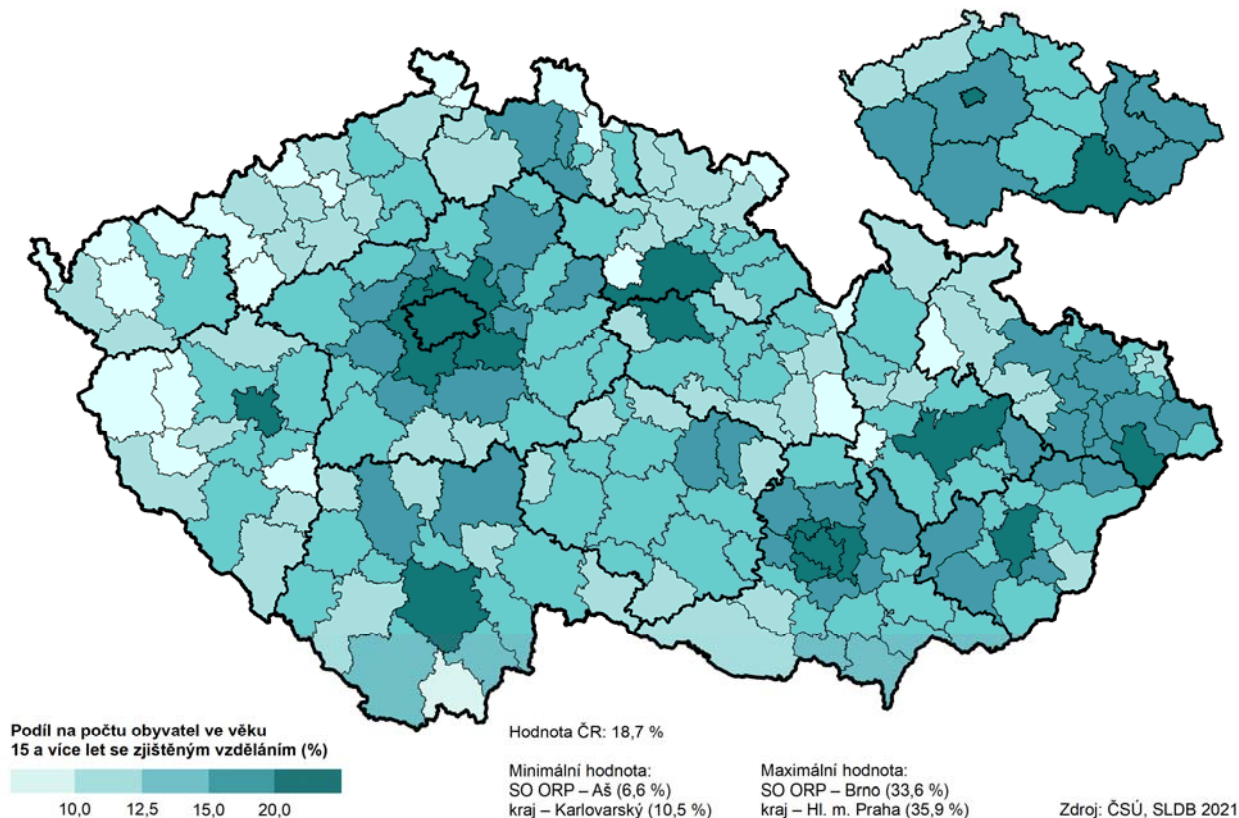 Podíl na počtu obyvatel ve věku
15 a více let se zjištěným vzděláním (%)
10,0 12,5 15,0 20,0
Hodnota ČR: 18,7 %
Minimální hodnota:
SO ORP – Aš (6,6 %)
kraj – Karlovarský (10,5 %)
Maximální hodnota:
SO ORP – Brno (33,6 %)
kraj – Hl. m. Praha (35,9 %)
Zdroj: ČSÚ, SLDB 2021